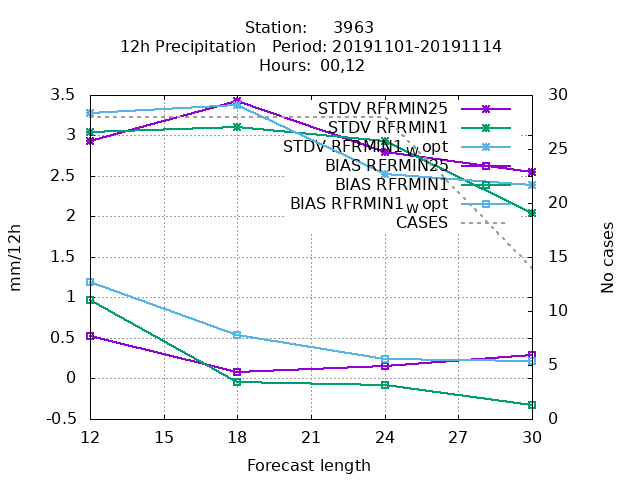 Station: 3963
12h Precipitation Period: 20191101-20191114
Hours: 00,12
3.5
3
2.5
2
1.5
1
0.5
0
-0.5
mm/12h
STDV RFRMIN25
STDV RFRMIN1
STDV RFRMIN1_W opt
BIAS RFRMIN25
BIAS RFRMIN1
BIAS RFRMIN1_W opt
CASES
30
25
20
15
10
5
0
No cases
12 15 18 21 24 27 30
Forecast length